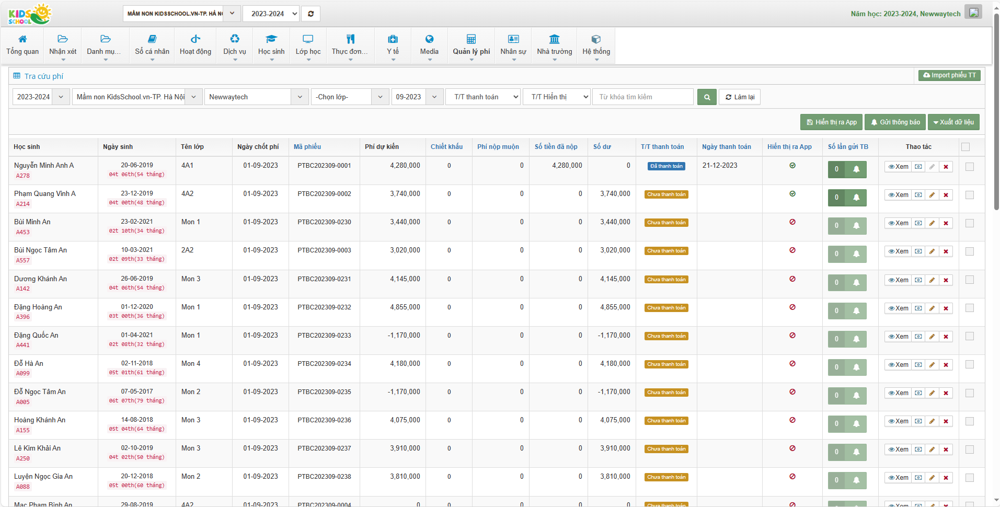 KIDS SCHOOL
MẦM NON KIDSSCHOOL.VN-TP. HÀ 2023-2024 Năm học: 2023-2024, Newwaytech
Tổng quan Nhận xét Danh mụ... Sổ cá nhân Hoạt động Dịch vụ Học sinh Lớp học Thực đơn... Y tế Media Quản lý phí Nhân sự Nhà trường Hệ thống
Tra cứu phí Import phiếu TT
2023-2024 Mầm non KidsSchool.vn-TP. Hà Nội Newwaytech -Chọn lớp- 09-2023 T/T thanh toán T/T Hiển thị Từ khóa tìm kiếm Làm lại
Hiển thị ra App Gửi thông báo Xuất dữ liệu
Học sinh Ngày sinh Tên lớp Ngày chốt phí Mã phiếu Phí dự kiến Chiết khấu Phí nộp muộn Số tiền đã nộp Số dư T/T thanh toán Ngày thanh toán Hiển thị ra App Số lần gửi TB Thao tác
Nguyễn Minh Anh A 20-06-2019 4A1 01-09-2023 PTBC202309-0001 4,280,000 0 0 4,280,000 0 Đã thanh toán 21-12-2023 0 Xem
A278 04t 06th(54 tháng)
Phạm Quang Vinh A 23-12-2019 4A2 01-09-2023 PTBC202309-0002 3,740,000 0 0 0 3,740,000 Chưa thanh toán 0 Xem
A214 04t 00th(48 tháng)
Bùi Minh An 23-02-2021 Mon 1 01-09-2023 PTBC202309-0230 3,440,000 0 0 0 3,440,000 Chưa thanh toán 0 Xem
A453 02t 10th(34 tháng)
Bùi Ngọc Tâm An 10-03-2021 2A2 01-09-2023 PTBC202309-0003 3,020,000 0 0 0 3,020,000 Chưa thanh toán 0 Xem
A557 02t 09th(33 tháng)
Dương Khánh An 26-06-2019 Mon 3 01-09-2023 PTBC202309-0231 4,145,000 0 0 0 4,145,000 Chưa thanh toán 0 Xem
A142 04t 06th(54 tháng)
Đặng Hoàng An 01-12-2020 Mon 1 01-09-2023 PTBC202309-0232 4,855,000 0 0 0 4,855,000 Chưa thanh toán 0 Xem
A396 03t 00th(36 tháng)
Đặng Quốc An 01-04-2021 Mon 1 01-09-2023 PTBC202309-0233 -1,170,000 0 0 0 -1,170,000 Chưa thanh toán 0 Xem
A441 02t 08th(32 tháng)
Đỗ Hà An 02-11-2018 Mon 4 01-09-2023 PTBC202309-0234 4,180,000 0 0 0 4,180,000 Chưa thanh toán 0 Xem
A099 05t 01th(61 tháng)
Đỗ Ngọc Tâm An 07-05-2017 Mon 2 01-09-2023 PTBC202309-0235 -1,170,000 0 0 0 -1,170,000 Chưa thanh toán 0 Xem
A005 06t 07th(79 tháng)
Hoàng Khánh An 14-08-2018 Mon 3 01-09-2023 PTBC202309-0236 4,075,000 0 0 0 4,075,000 Chưa thanh toán 0 Xem
A155 05t 04th(64 tháng)
Lê Kim Khải An 02-10-2019 Mon 3 01-09-2023 PTBC202309-0237 3,910,000 0 0 0 3,910,000 Chưa thanh toán 0 Xem
A250 04t 02th(50 tháng)
Luyện Ngọc Gia An 20-12-2018 Mon 2 01-09-2023 PTBC202309-0238 3,810,000 0 0 0 3,810,000 Chưa thanh toán 0 Xem
A088 05t 00th(60 tháng)
Mạc Phạm Bình An 29-08-2019 4A2 01-09-2023 PTBC202309-0004 0 0 0 0 0 Chưa thanh toán Xem